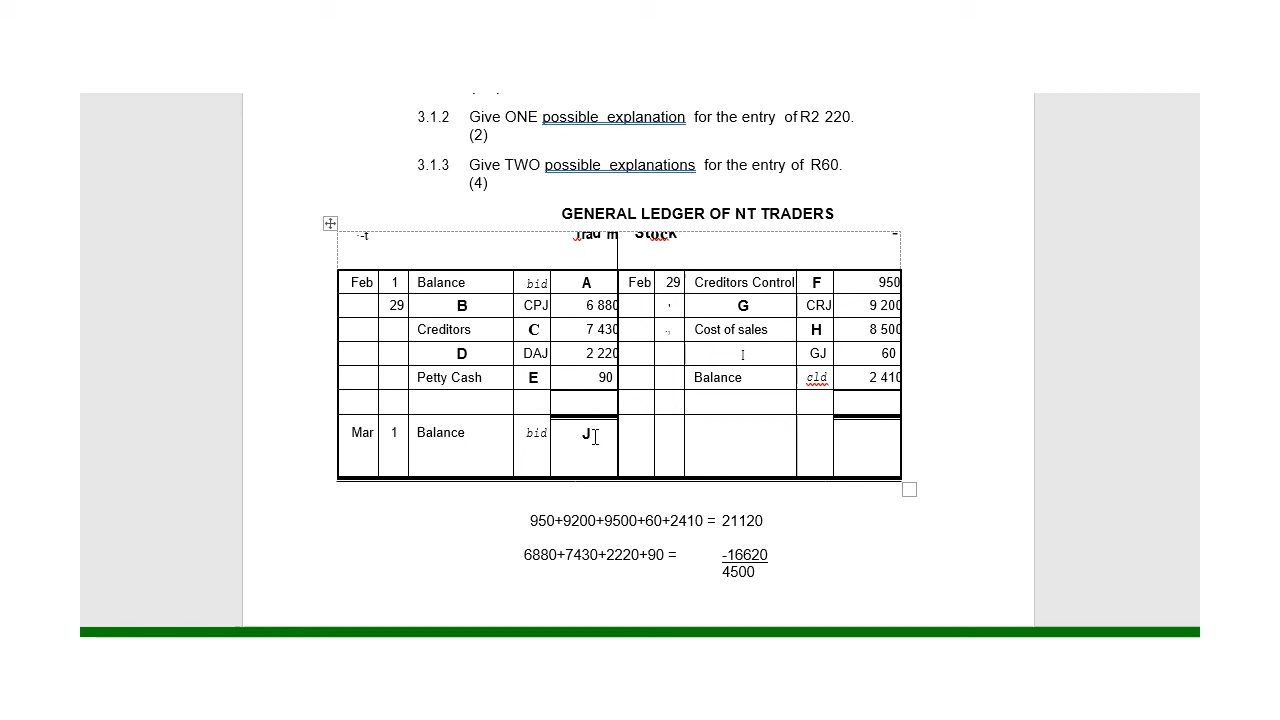 3.1.2 Give ONE possible explanation for the entry of R2 220.
(2)
3.1.3 Give TWO possible explanations for the entry of R60.
(4)
GENERAL LEDGER OF NT TRADERS
Stock
Feb 1 Balance bid A Feb 29 Creditors Control F 950
29 B CPJ 6 880 G CRJ 9 200
Creditors C 7 430 Cost of sales H 8 500
D DAJ 2 220 I GJ 60
Petty Cash E 90 Balance cld 2 410
Mar 1 Balance bid J
950+9200+9500+60+2410 = 21120
6880+7430+2220+90 = -16620
4500